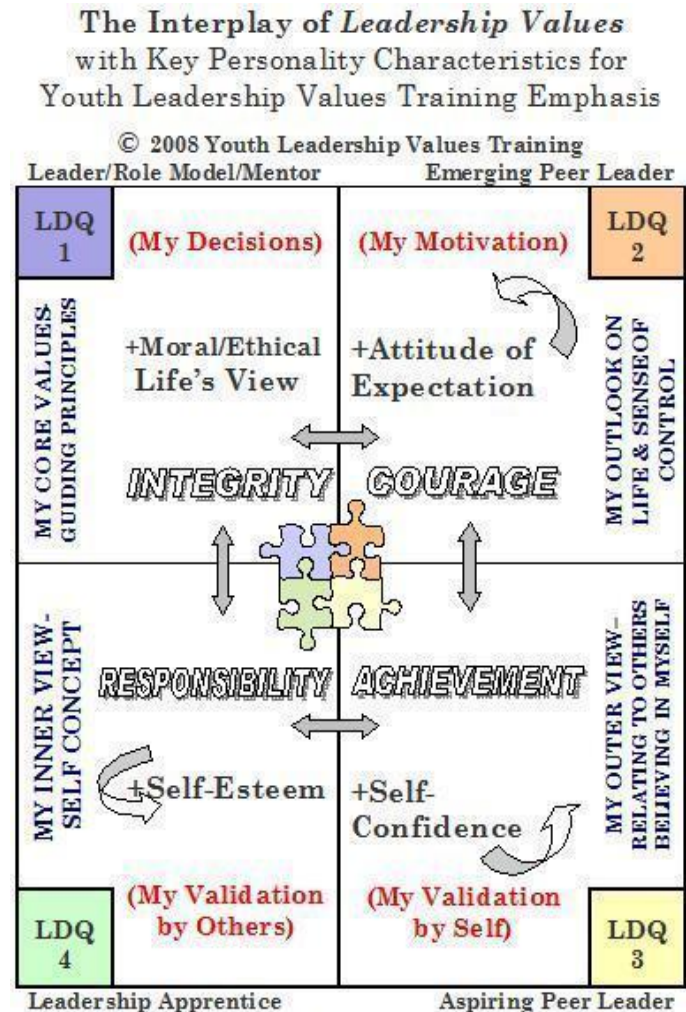 The Interplay of Leadership Values
with Key Personality Characteristics for
Youth Leadership Values Training Emphasis
© 2008 Youth Leadership Values Training
Leader/Role Model/Mentor
Emerging Peer Leader
LDQ
1
(My Decisions)
+Moral/Ethical
Life's View
MY CORE VALUES-
GUIDING PRINCIPLES
INTEGRITY
LDQ
2
(My Motivation)
+Attitude of
Expectation
MY OUTLOOK ON
LIFE & SENSEOF
CONTROL
COURAGE
MY INNER VIEW-
SELF CONCEPT
RESPONSIBILITY
+Self-Esteem
(My Validation
by Others)
LDQ
4
ACHIEVEMENT
+Self-
Confidence
MY OUTER VIEW–
RELATING TO OTHERS
BELIEVING IN MYSELF
(My Validation
by Self)
LDQ
3
Leadership Apprentice
Aspiring Peer Leader